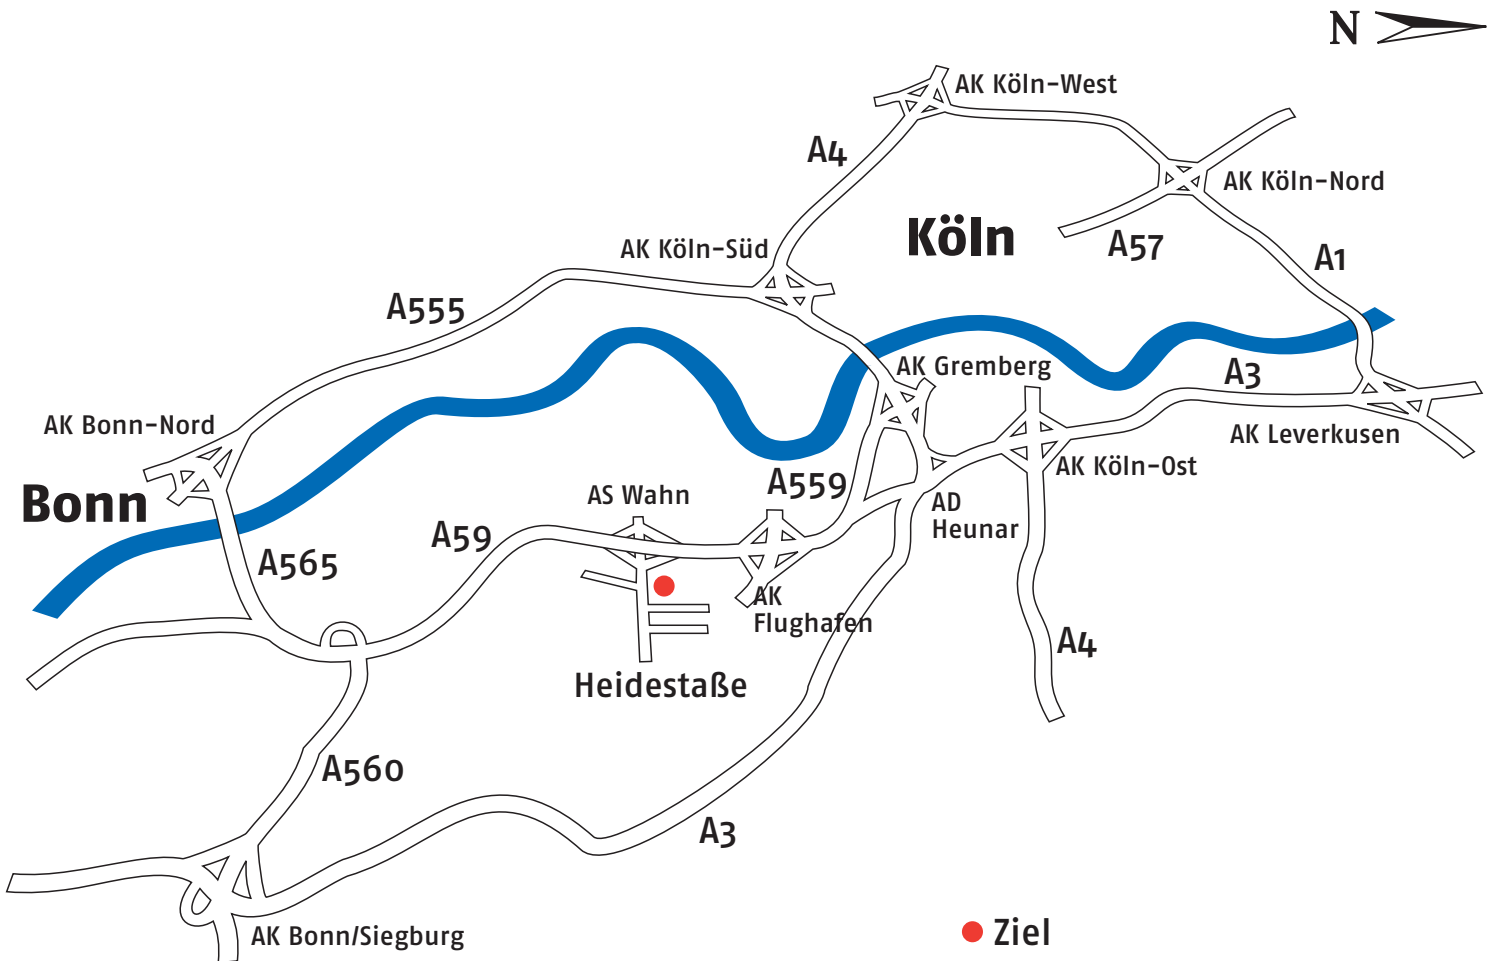 N
AK Köln-West
A4
AK Köln-Nord
Köln
AK Köln-Süd
A57
A1
A555
AK Gremberg
A3
AK Bonn-Nord
AK Leverkusen
AK Köln-Ost
Bonn
AS Wahn
A559
AD
Heunar
A59
A565
AK
Flughafen
A4
Heidestaße
A560
A3
AK Bonn/Siegburg
Ziel